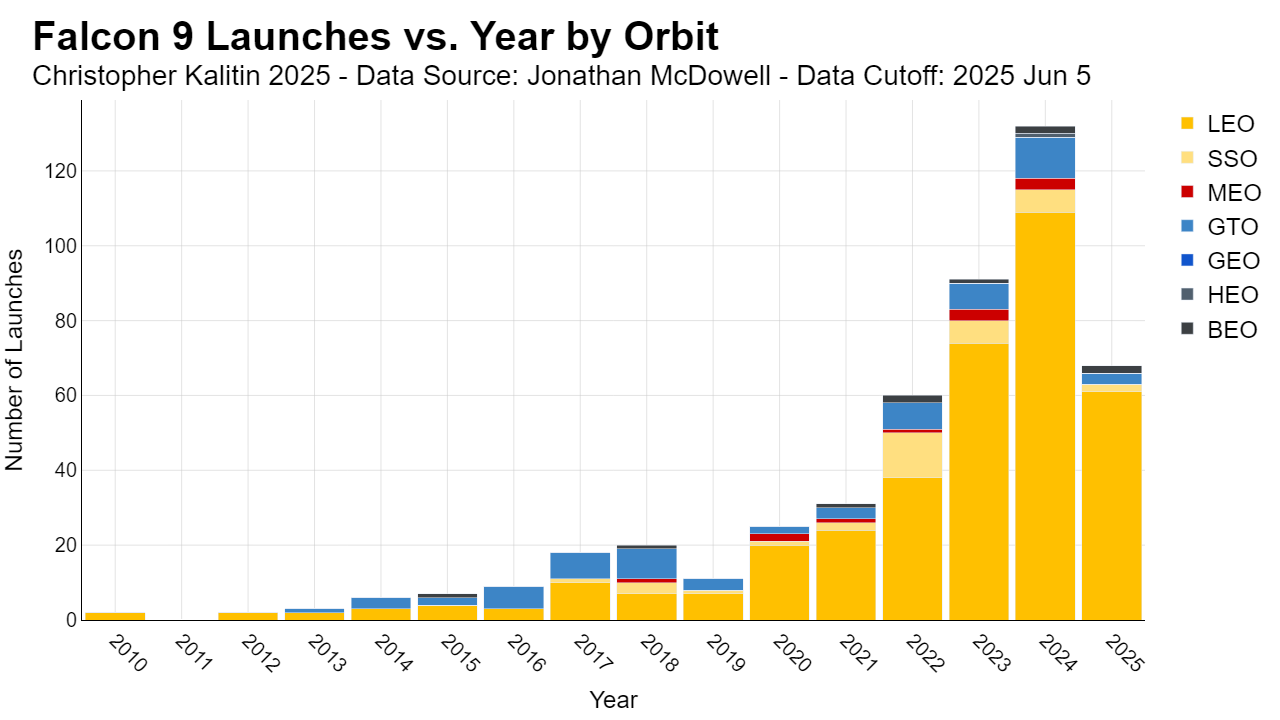 Falcon 9 Launches vs. Year by Orbit
Christopher Kalitin 2025 - Data Source: Jonathan McDowell - Data Cutoff: 2025 Jun 5
LEO
SSO
MEO
GTO
GEO
HEO
BEO
Number of Launches
120
100
80
60
40
20
0
2010
2011
2012
2013
2014
2015
2016
2017
2018
2019
2020
2021
2022
2023
2024
2025
Year